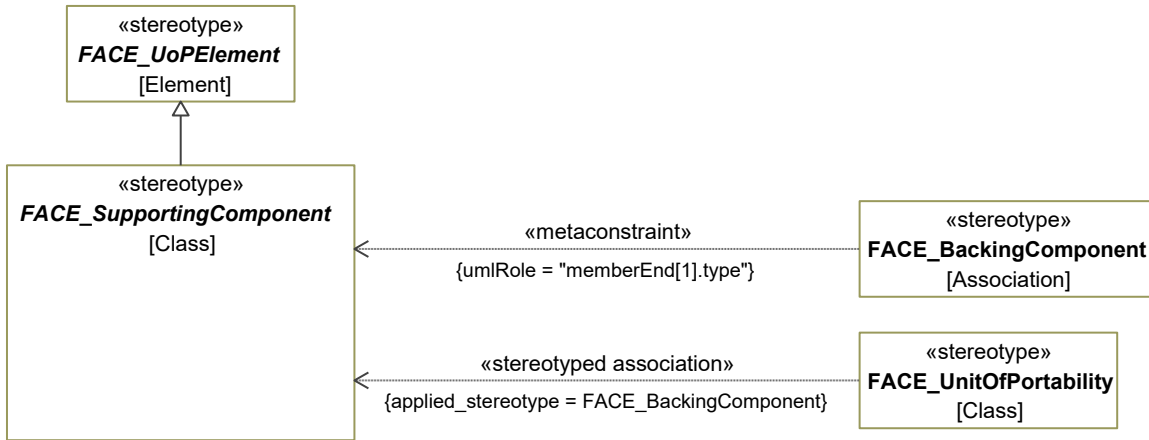 «stereotype»
FACE_UoPElement
[Element]
«stereotype»
FACE_SupportingComponent
[Class]
«metaconstraint»
{umlRole = "memberEnd[1].type"}
«stereotype»
FACE_BackingComponent
[Association]
«stereotyped association»
{applied_stereotype = FACE_BackingComponent}
«stereotype»
FACE_UnitOfPortability
[Class]